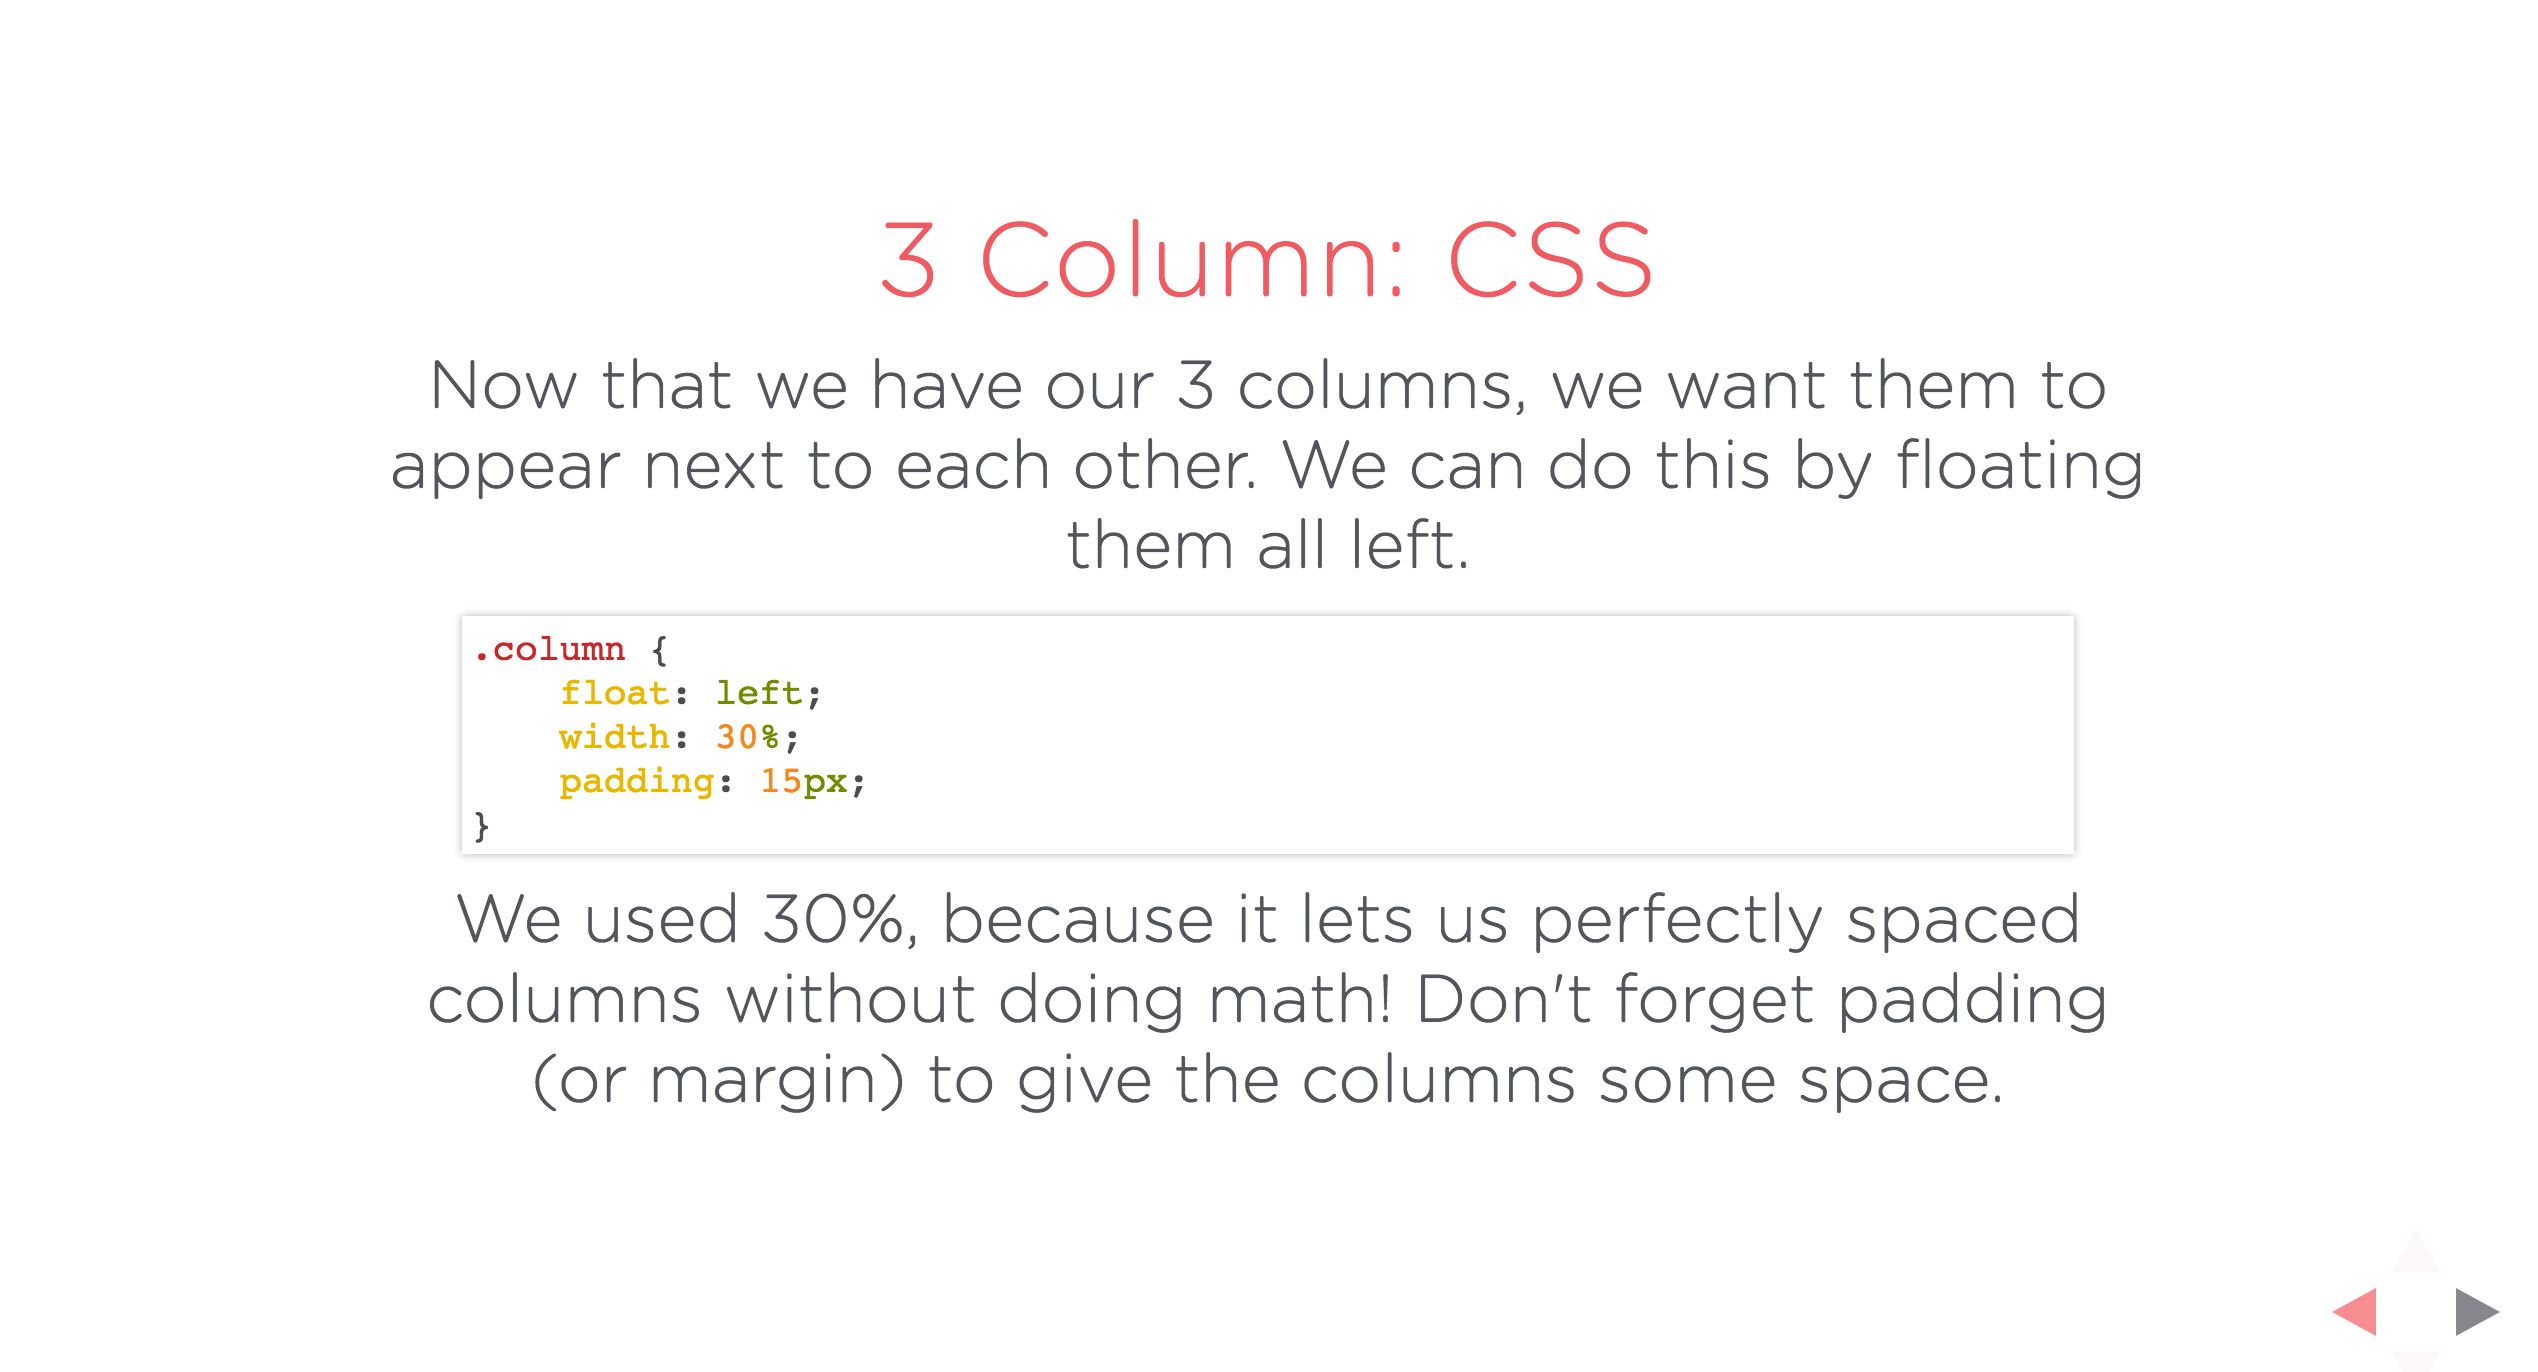 3 Column: CSS
Now that we have our 3 columns, we want them to
appear next to each other. We can do this by floating
them all left.
.column {
    float: left;
    width: 30%;
    padding: 15px;
}
We used 30%, because it lets us perfectly spaced
columns without doing math! Don't forget padding
(or margin) to give the columns some space.